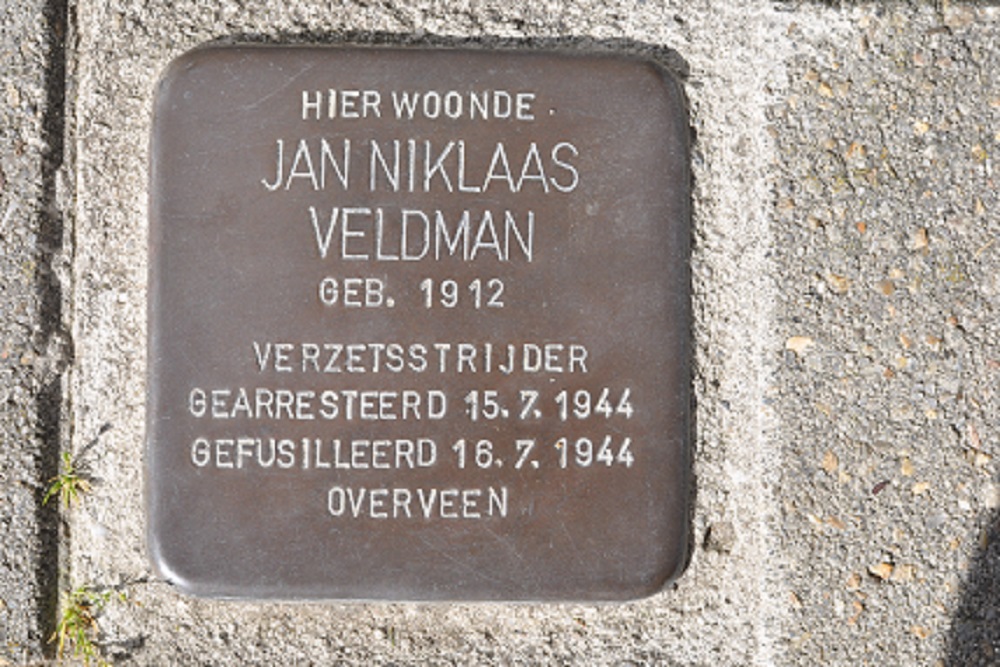 HIER WOONDE
JAN NIKLAAS
VELDMAN
GEB. 1912
VERZETSSTRIJDER
GEARRESTEERD 15.7.1944
GEFUSILLEERD 16.7.1944
OVERVEEN